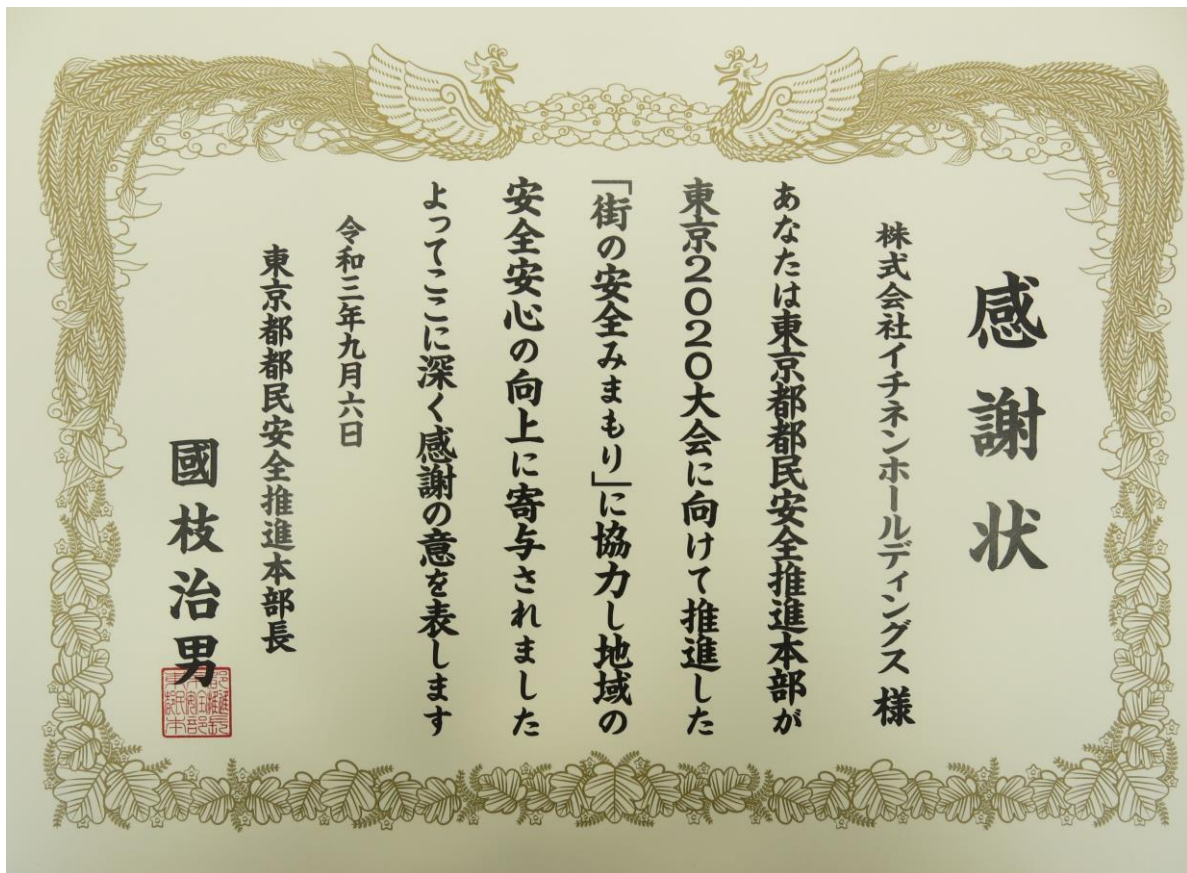 感謝状
株式会社イチネンホールディングス 様
あなたは東京都都民安全推進本部が
東京2020大会に向けて推進した
「街の安全みまもり」に協力し地域の
安全安心の向上に寄与されました
よってここに深く感謝の意を表します
令和三年九月六日
東京都都民安全推進本部長
國枝治男